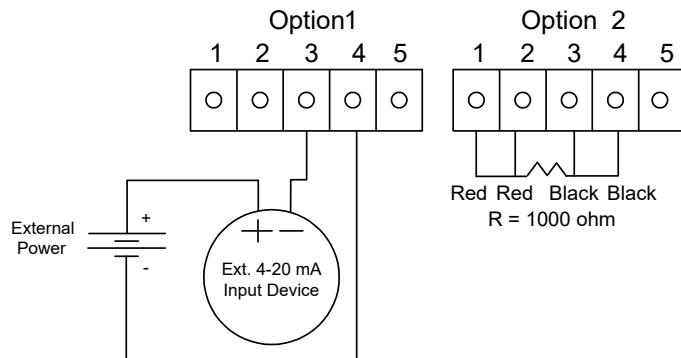 Option1
1 2 3 4 5
External
Power
+
-
+ −
Ext. 4-20 mA
Input Device
Option 2
1 2 3 4 5
Red Red Black Black
R = 1000 ohm